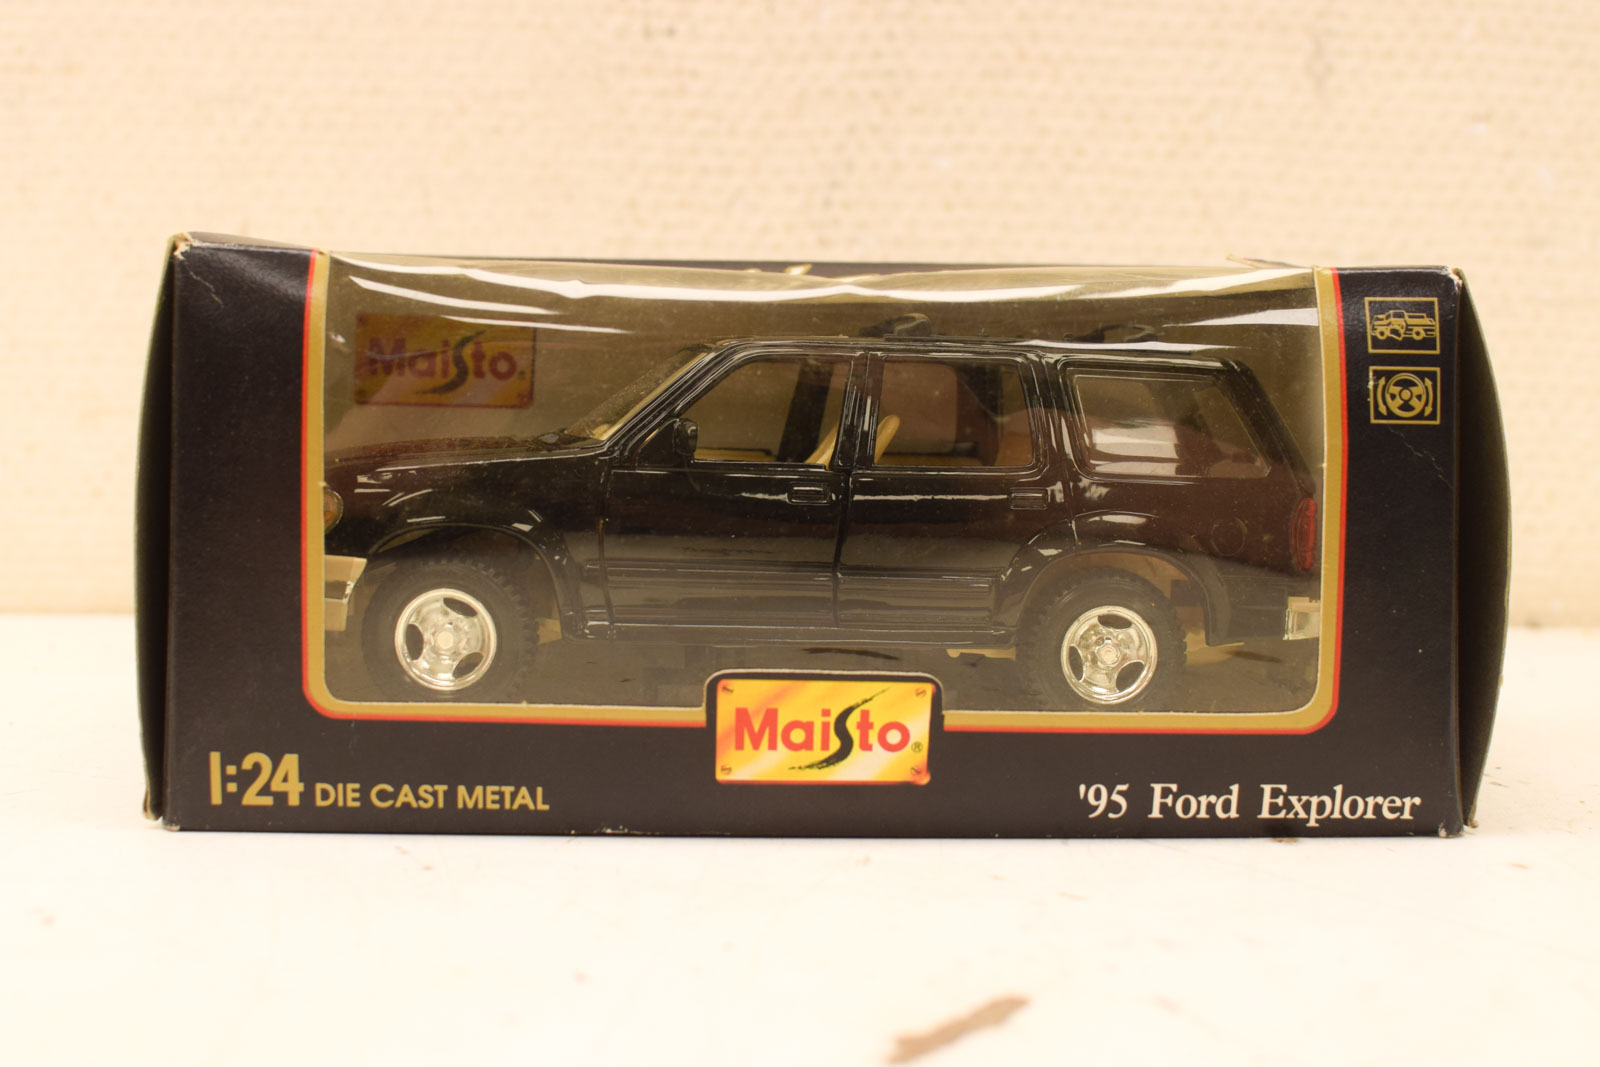 Maisto.
Maisto®
1:24 DIE CAST METAL
'95 Ford Explorer